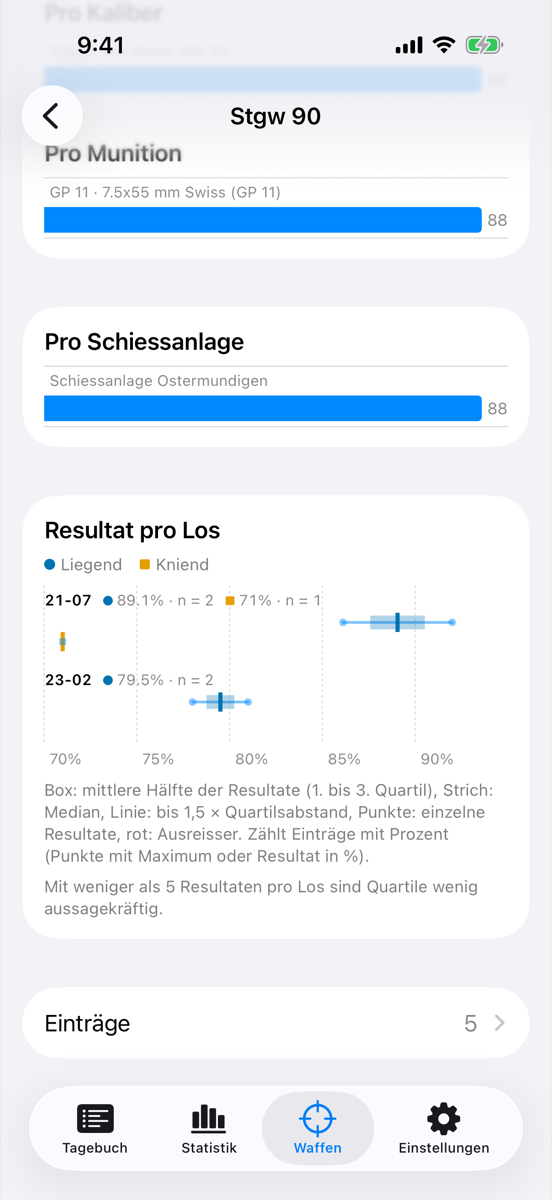 Pro Kaliber
9:41
Stgw 90
Pro Munition
GP 11 · 7.5x55 mm Swiss (GP 11)
88
Pro Schiessanlage
Schiessanlage Ostermundigen
88
Resultat pro Los
Liegend Kniend
21-07 89.1% · n = 2 71% · n = 1
23-02 79.5% · n = 2
70% 75% 80% 85% 90%
Box: mittlere Hälfte der Resultate (1. bis 3. Quartil), Strich:
Median, Linie: bis 1,5 × Quartilsabstand, Punkte: einzelne
Resultate, rot: Ausreisser. Zählt Einträge mit Prozent
(Punkte mit Maximum oder Resultat in %).
Mit weniger als 5 Resultaten pro Los sind Quartile wenig
aussagekräftig.
Einträge 5
Tagebuch Statistik Waffen Einstellungen